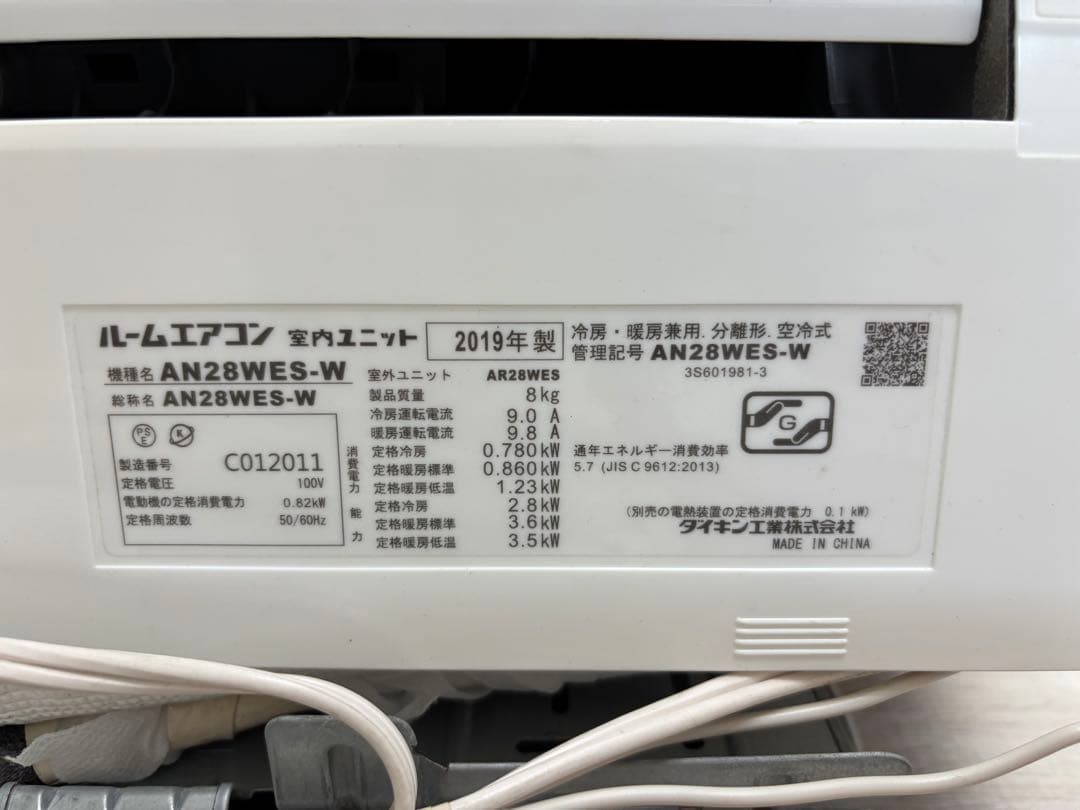 ルームエアコン 室内ユニット 2019年製
機種名 AN28WES-W
総称名 AN28WES-W
PS
E
製造番号 C012011
定格電圧 100V
電動機の定格消費電力 0.82kW
定格周波数 50/60Hz
室外ユニット AR28WES
製品質量 8kg
冷房運転電流 9.0 A
暖房運転電流 9.8 A
消費電力
定格冷房 0.780kW
定格暖房標準 0.860kW
定格暖房低温 1.23kW
能力
定格冷房 2.8kW
定格暖房標準 3.6kW
定格暖房低温 3.5kW
冷房・暖房兼用.分離形.空冷式
管理記号 AN28WES-W
3S601981-3
G
通年エネルギー消費効率
5.7 (JIS C 9612:2013)
(別売の電熱装置の定格消費電力 0.1 kW)
ダイキン工業株式会社
MADE IN CHINA